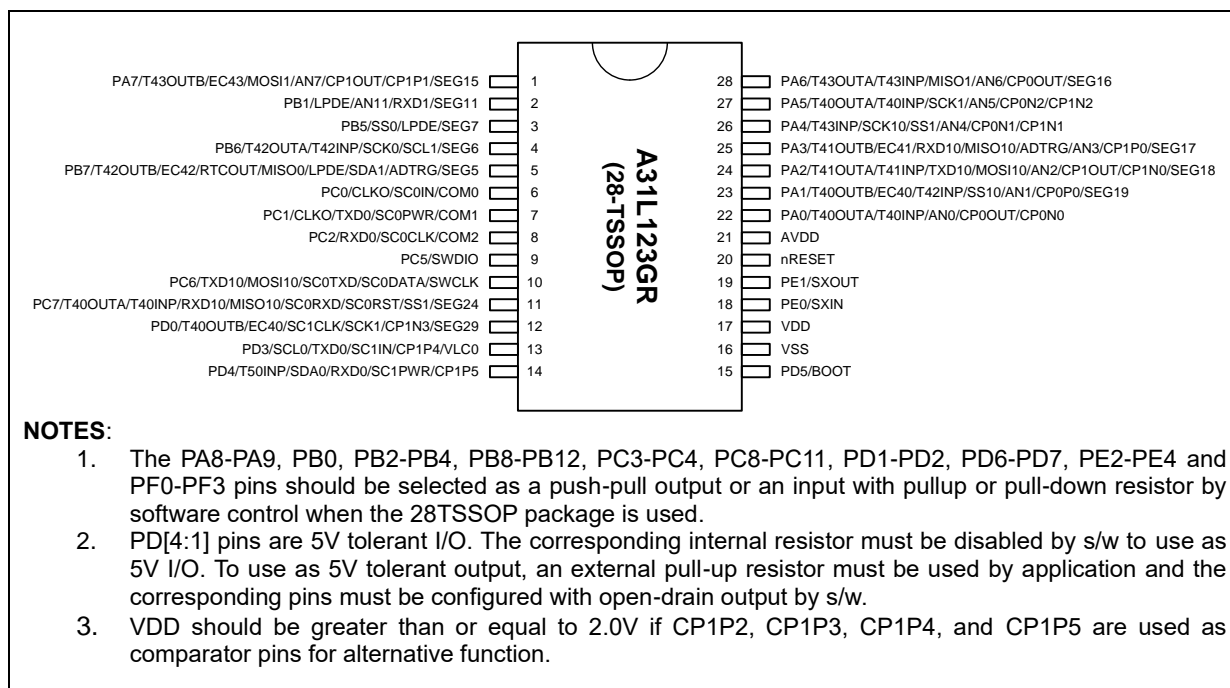 PA7/T43OUTB/EC43/MOSI1/AN7/CP1OUT/CP1P1/SEG15 1
PB1/LPDE/AN11/RXD1/SEG11 2
PB5/SS0/LPDE/SEG7 3
PB6/T42OUTA/T42INP/SCK0/SCL1/SEG6 4
PB7/T42OUTB/EC42/RTCOUT/MISO0/LPDE/SDA1/ADTRG/SEG5 5
PC0/CLKO/SC0IN/COM0 6
PC1/CLKO/TXD0/SC0PWR/COM1 7
PC2/RXD0/SC0CLK/COM2 8
PC5/SWDIO 9
PC6/TXD10/MOSI10/SC0TXD/SC0DATA/SWCLK 10
PC7/T40OUTA/T40INP/RXD10/MISO10/SC0RXD/SC0RST/SS1/SEG24 11
PD0/T40OUTB/EC40/SC1CLK/SCK1/CP1N3/SEG29 12
PD3/SCL0/TXD0/SC1IN/CP1P4/VLC0 13
PD4/T50INP/SDA0/RXD0/SC1PWR/CP1P5 14
A31L123GR
(28-TSSOP)
28 PA6/T43OUTA/T43INP/MISO1/AN6/CP0OUT/SEG16
27 PA5/T40OUTA/T40INP/SCK1/AN5/CP0N2/CP1N2
26 PA4/T43INP/SCK10/SS1/AN4/CP0N1/CP1N1
25 PA3/T41OUTB/EC41/RXD10/MISO10/ADTRG/AN3/CP1P0/SEG17
24 PA2/T41OUTA/T41INP/TXD10/MOSI10/AN2/CP1OUT/CP1N0/SEG18
23 PA1/T40OUTB/EC40/T42INP/SS10/AN1/CP0P0/SEG19
22 PA0/T40OUTA/T40INP/AN0/CP0OUT/CP0N0
21 AVDD
20 nRESET
19 PE1/SXOUT
18 PE0/SXIN
17 VDD
16 VSS
15 PD5/BOOT
NOTES:
1. The PA8-PA9, PB0, PB2-PB4, PB8-PB12, PC3-PC4, PC8-PC11, PD1-PD2, PD6-PD7, PE2-PE4 and
PF0-PF3 pins should be selected as a push-pull output or an input with pullup or pull-down resistor by
software control when the 28TSSOP package is used.
2. PD[4:1] pins are 5V tolerant I/O. The corresponding internal resistor must be disabled by s/w to use as
5V I/O. To use as 5V tolerant output, an external pull-up resistor must be used by application and the
corresponding pins must be configured with open-drain output by s/w.
3. VDD should be greater than or equal to 2.0V if CP1P2, CP1P3, CP1P4, and CP1P5 are used as
comparator pins for alternative function.